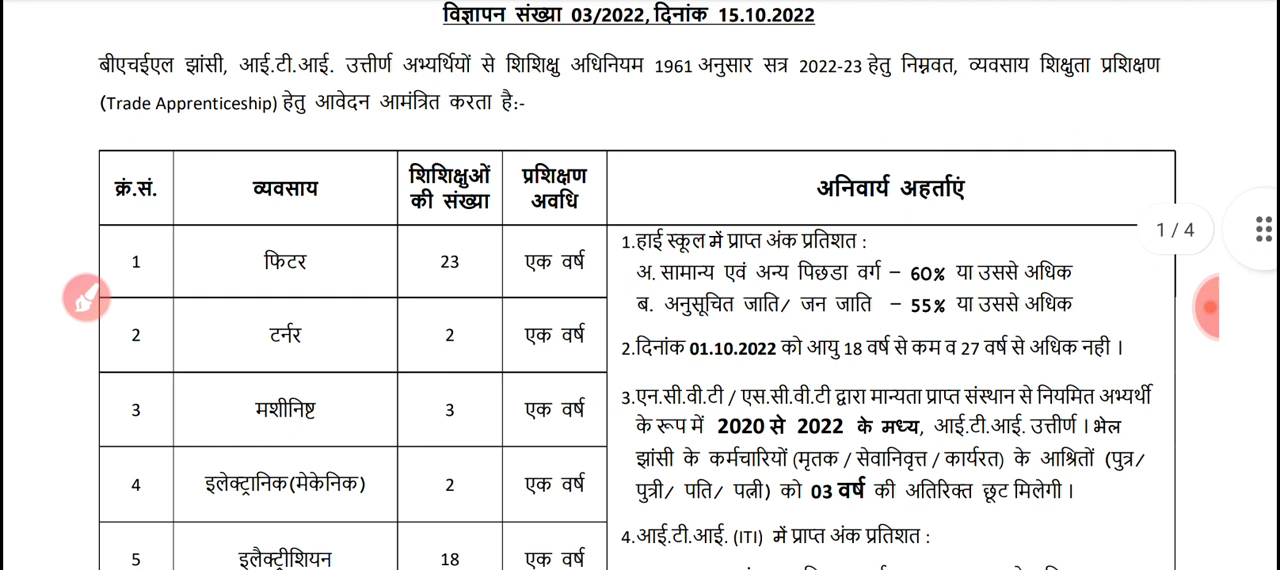 विज्ञापन संख्या 03/2022, दिनांक 15.10.2022
बीएचईएल झांसी, आई.टी.आई. उत्तीर्ण अभ्यर्थियों से शिशिक्षु अधिनियम 1961 अनुसार सत्र 2022-23 हेतु निम्नवत, व्यवसाय शिक्षुता प्रशिक्षण
(Trade Apprenticeship) हेतु आवेदन आमंत्रित करता है:-
क्रं.सं.
व्यवसाय
शिशिक्षुओं
की संख्या
प्रशिक्षण
अवधि
अनिवार्य अहर्ताएं
1 फिटर 23 एक वर्ष
2 टर्नर 2 एक वर्ष
3 मशीनिष्ट 3 एक वर्ष
4 इलेक्ट्रानिक(मेकेनिक) 2 एक वर्ष
5 इलैक्ट्रीशियन 18 एक वर्ष
1.हाई स्कूल में प्राप्त अंक प्रतिशत :
अ. सामान्य एवं अन्य पिछडा वर्ग – 60% या उससे अधिक
ब. अनुसूचित जाति/ जन जाति – 55% या उससे अधिक
2.दिनांक 01.10.2022 को आयु 18 वर्ष से कम व 27 वर्ष से अधिक नही ।
3.एन.सी.वी.टी / एस.सी.वी.टी द्वारा मान्यता प्राप्त संस्थान से नियमित अभ्यर्थी
के रूप में 2020 से 2022 के मध्य, आई.टी.आई. उत्तीर्ण । भेल
झांसी के कर्मचारियों (मृतक / सेवानिवृत्त / कार्यरत) के आश्रितों (पुत्र/
पुत्री/ पति/ पत्नी) को 03 वर्ष की अतिरिक्त छूट मिलेगी ।
4.आई.टी.आई. (ITI) में प्राप्त अंक प्रतिशत :
1 / 4